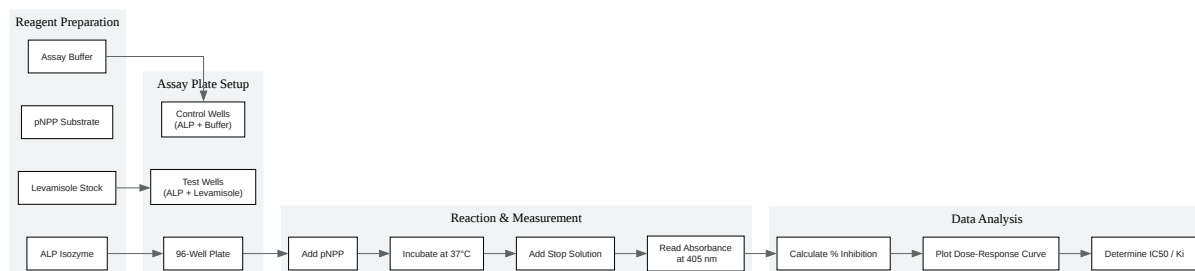 Reagent Preparation
Assay Buffer
pNPP Substrate
Levamisole Stock
ALP Isozyme
Assay Plate Setup
Control Wells
(ALP + Buffer)
Test Wells
(ALP + Levamisole)
96-Well Plate
Reaction & Measurement
Add pNPP
Incubate at 37°C
Add Stop Solution
Read Absorbance
at 405 nm
Data Analysis
Calculate % Inhibition
Plot Dose-Response Curve
Determine IC50 / Ki